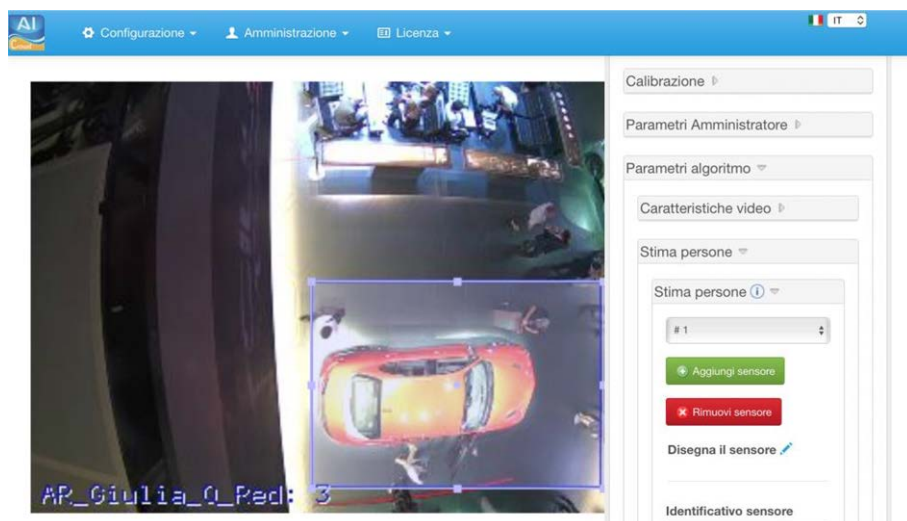 AI
Configurazione
Amministrazione
Licenza
IT
Calibrazione
Parametri Amministratore
Parametri algoritmo
Caratteristiche video
Stima persone
Stima persone
# 1
Aggiungi sensore
Rimuovi sensore
Disegna il sensore
Identificativo sensore
AR_Giulia_Q_Red: 3